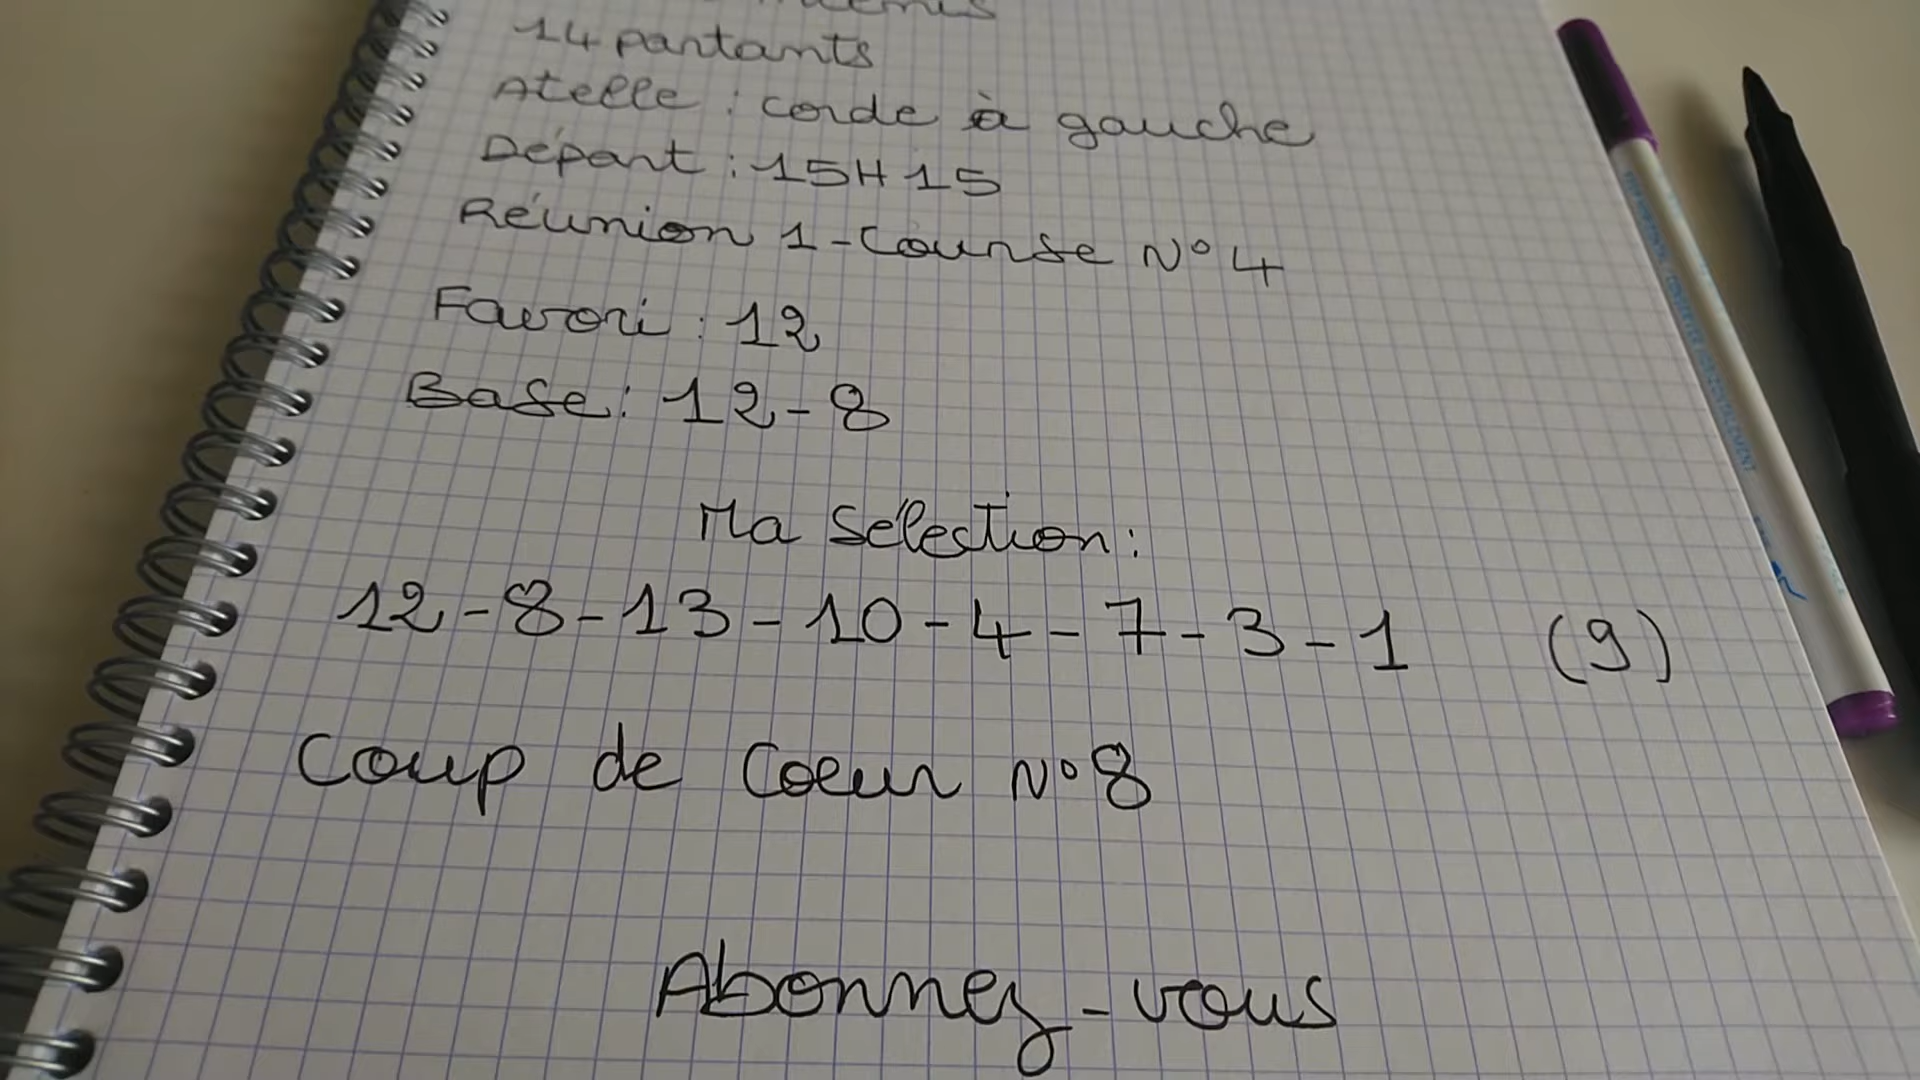 14 partants
Atelle : corde à gauche
Départ : 15H15
Réunion 1 - Course N°4
Favori : 12
Base : 12 - 8
Ma Sélection :
12 - 8 - 13 - 10 - 4 - 7 - 3 - 1 (9)
Coup de Coeur N°8
Abonnez - vous